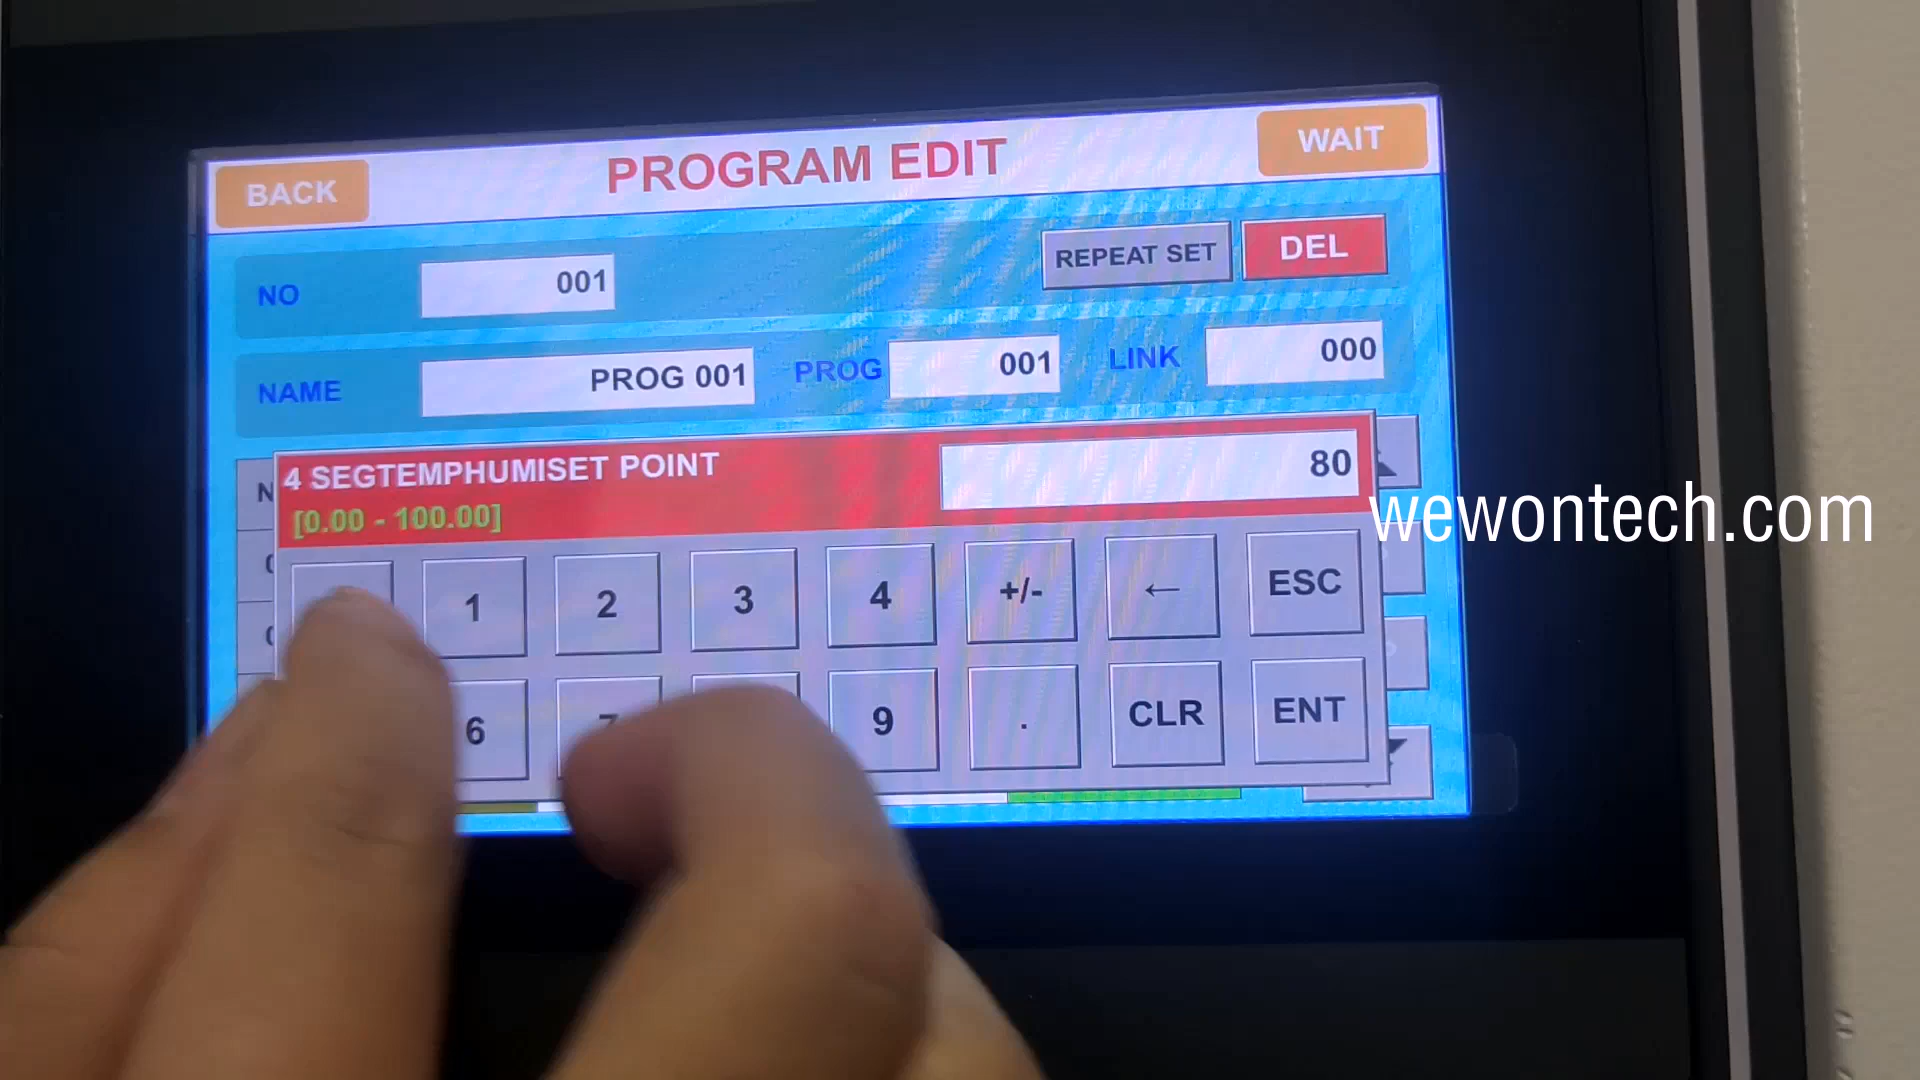 BACK
PROGRAM EDIT
WAIT
NO
001
REPEAT SET
DEL
NAME
PROG 001
PROG
001
LINK
000
4 SEGTEMPHUMISET POINT
80
[0.00 - 100.00]
wewontech.com
1
2
3
4
+/-
←
ESC
6
7
9
.
CLR
ENT